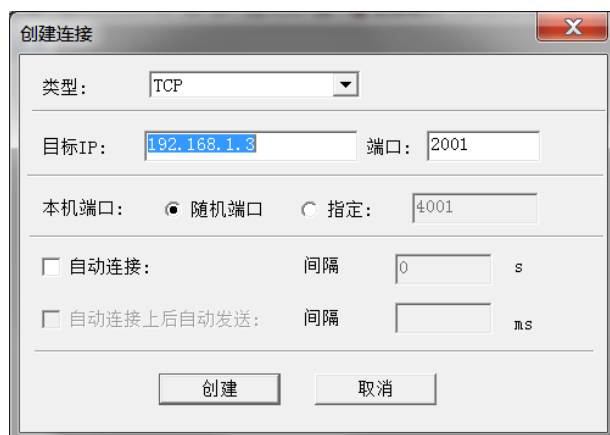 创建连接
类型: TCP
目标IP: 192.168.1.3 端口: 2001
本机端口: 随机端口 指定: 4001
自动连接: 间隔 0 s
自动连接上后自动发送: 间隔 ms
创建 取消